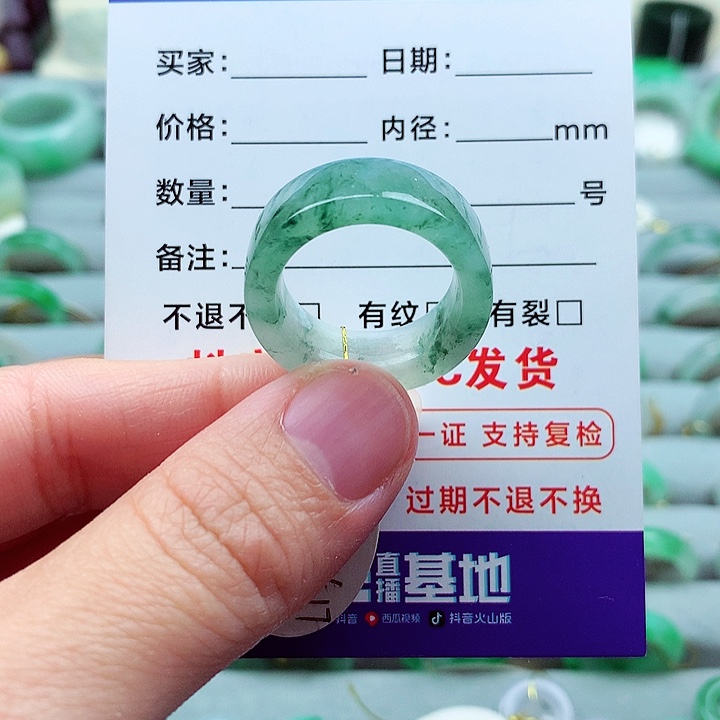 买家: 日期:
价格: 内径: mm
数量: 号
备注:
不退不 □ 有纹 有裂□
发货
一证 支持复检
过期不退不换
直播基地
抖音 西瓜视频 抖音火山版
17